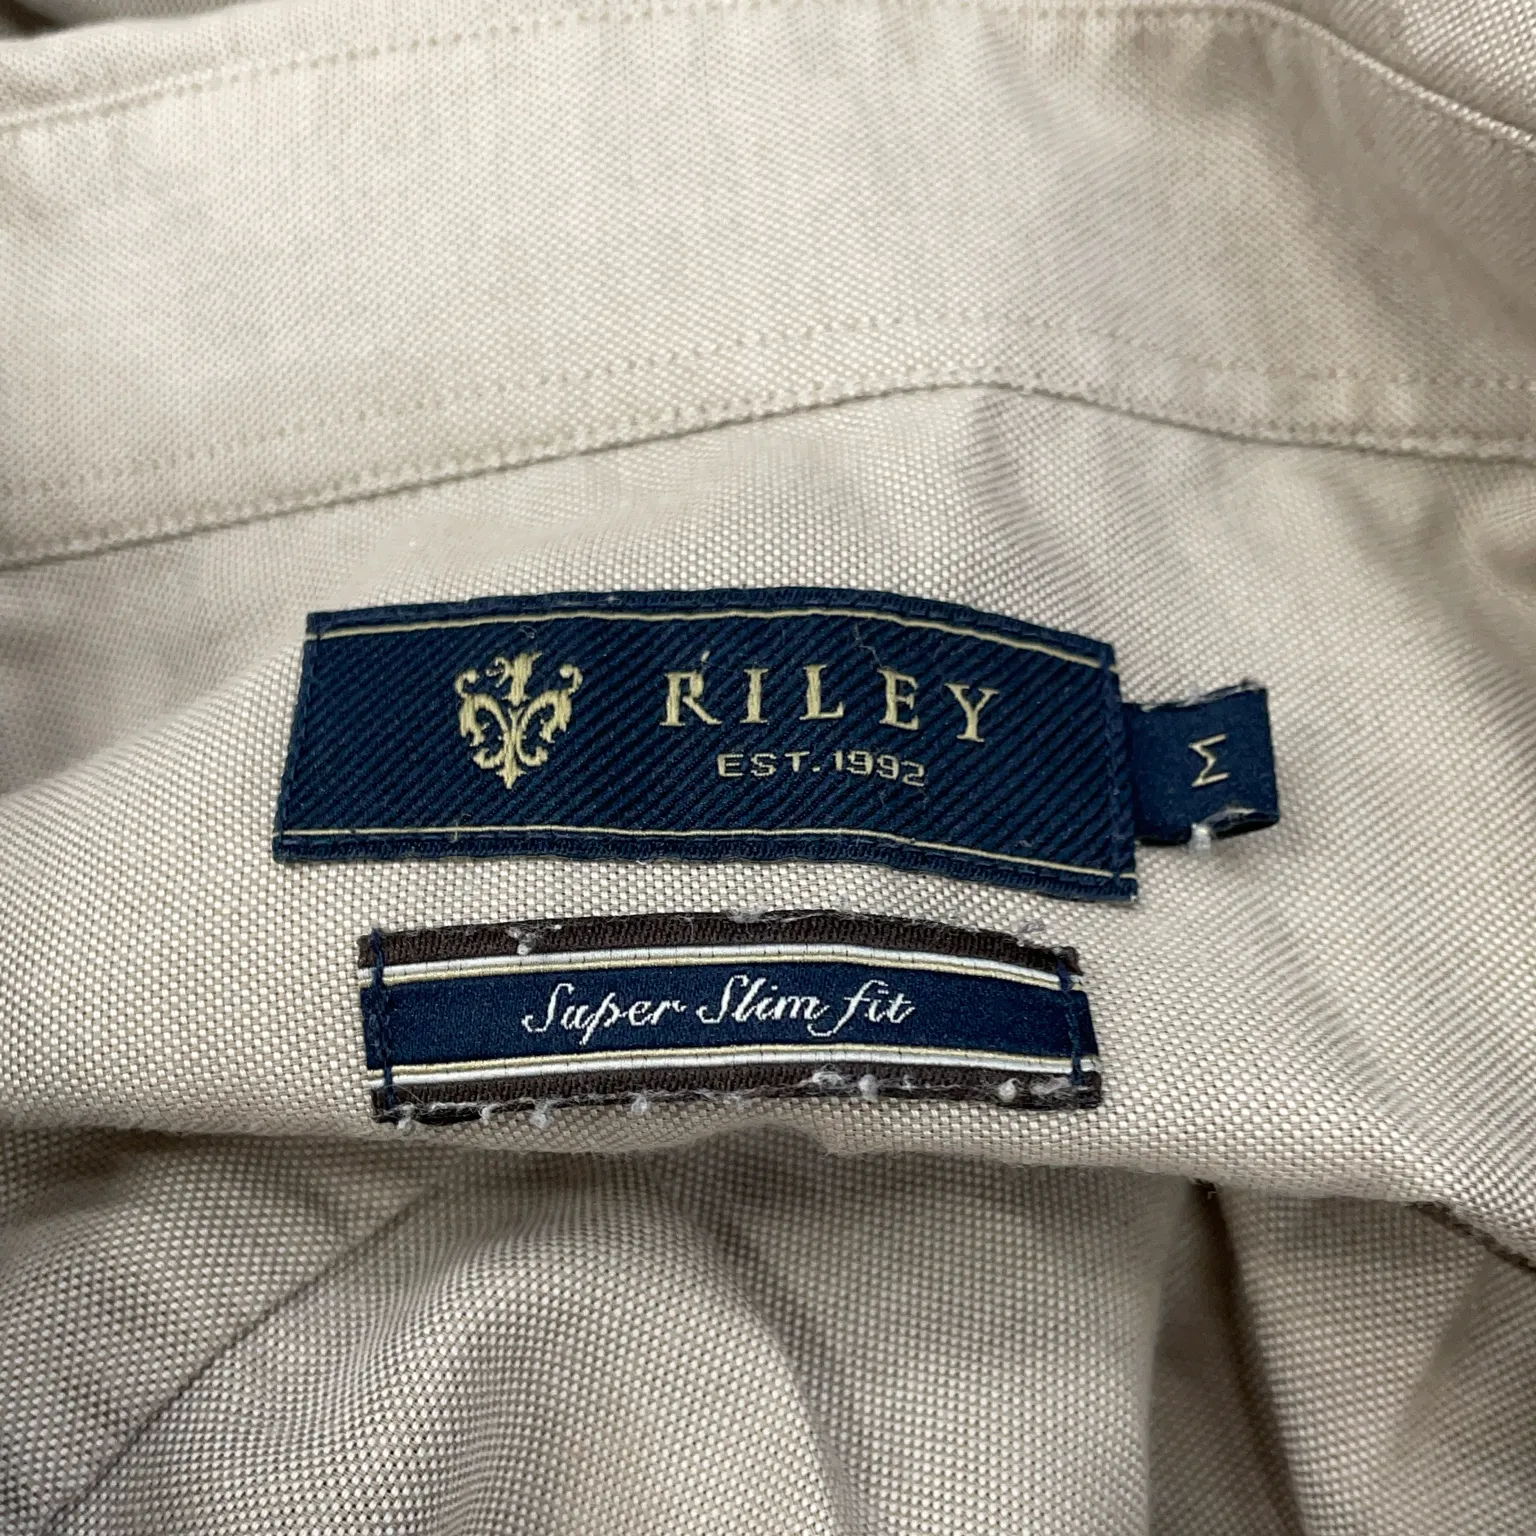 RILEY
EST. 1992
M
Super Slim fit